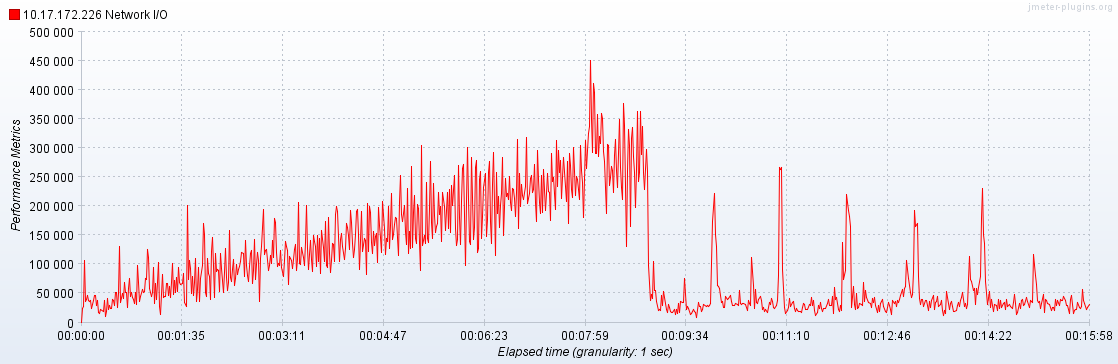 10.17.172.226 Network I/O
jmeter-plugins.org
500 000
450 000
400 000
350 000
300 000
250 000
200 000
150 000
100 000
50 000
0
Performance Metrics
00:00:00 00:01:35 00:03:11 00:04:47 00:06:23 00:07:59 00:09:34 00:11:10 00:12:46 00:14:22 00:15:58
Elapsed time (granularity: 1 sec)